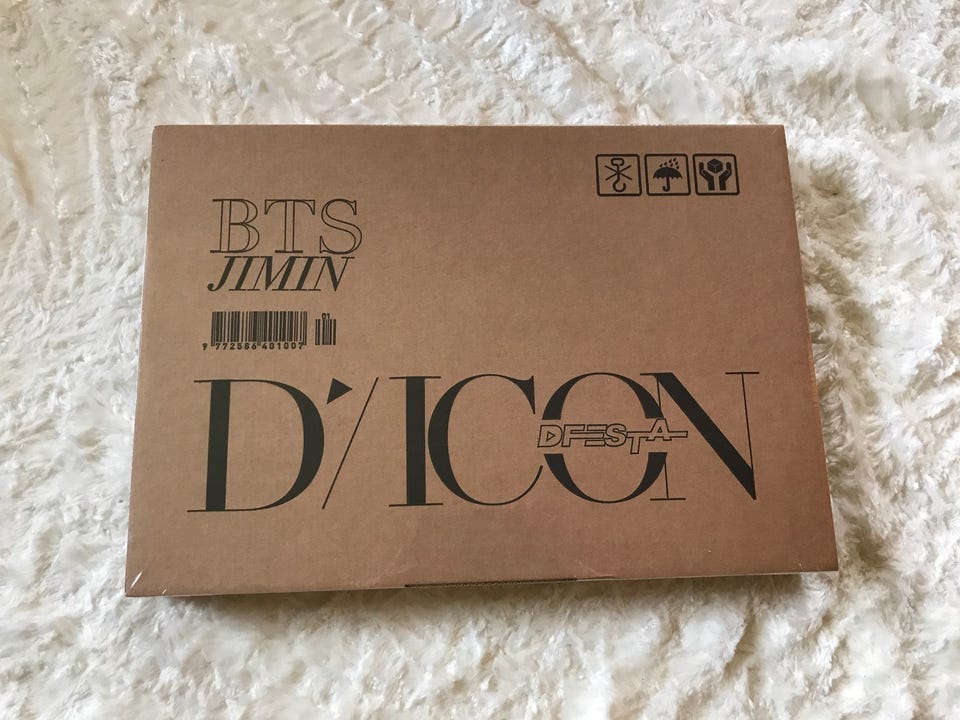 BTS
JIMIN
01
9 772586 401007
D'/ICON
DFESTA